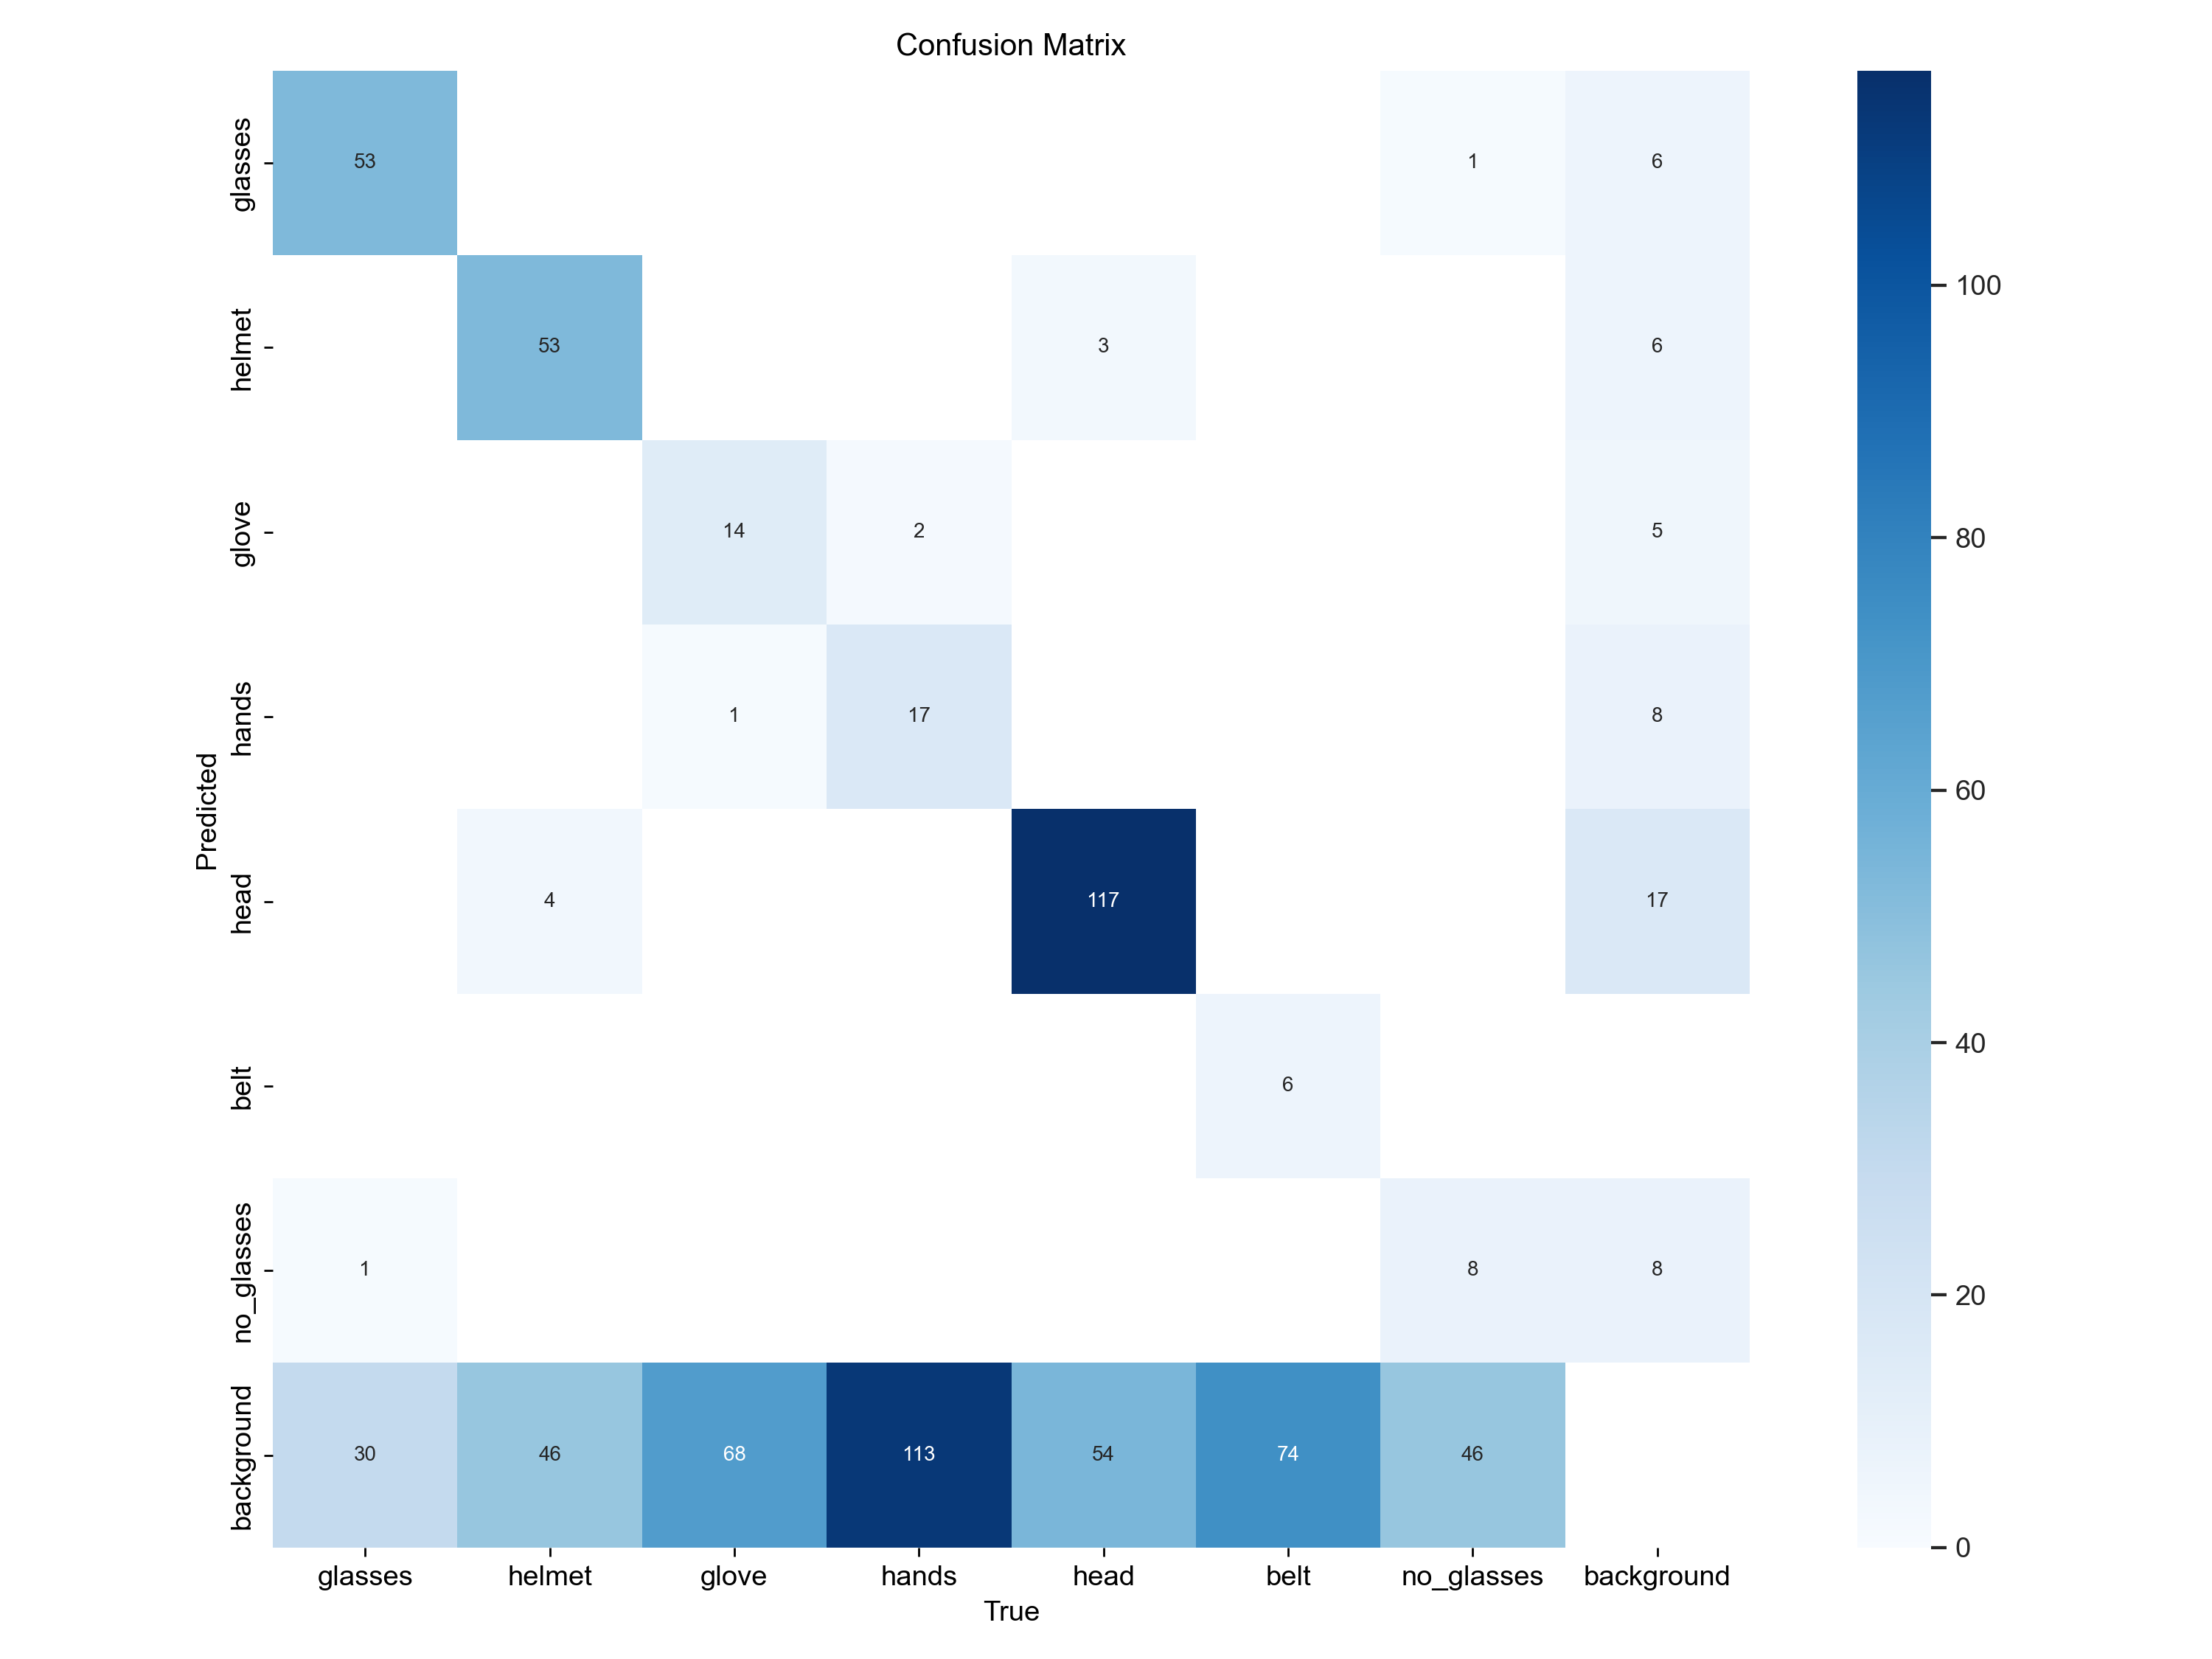 Confusion Matrix
glasses 53 1 6
helmet 53 3 6
glove 14 2 5
hands 1 17 8
head 4 117 17
belt 6
no_glasses 1 8 8
background 30 46 68 113 54 74 46
glasses helmet glove hands head belt no_glasses background
True
Predicted
100
80
60
40
20
0